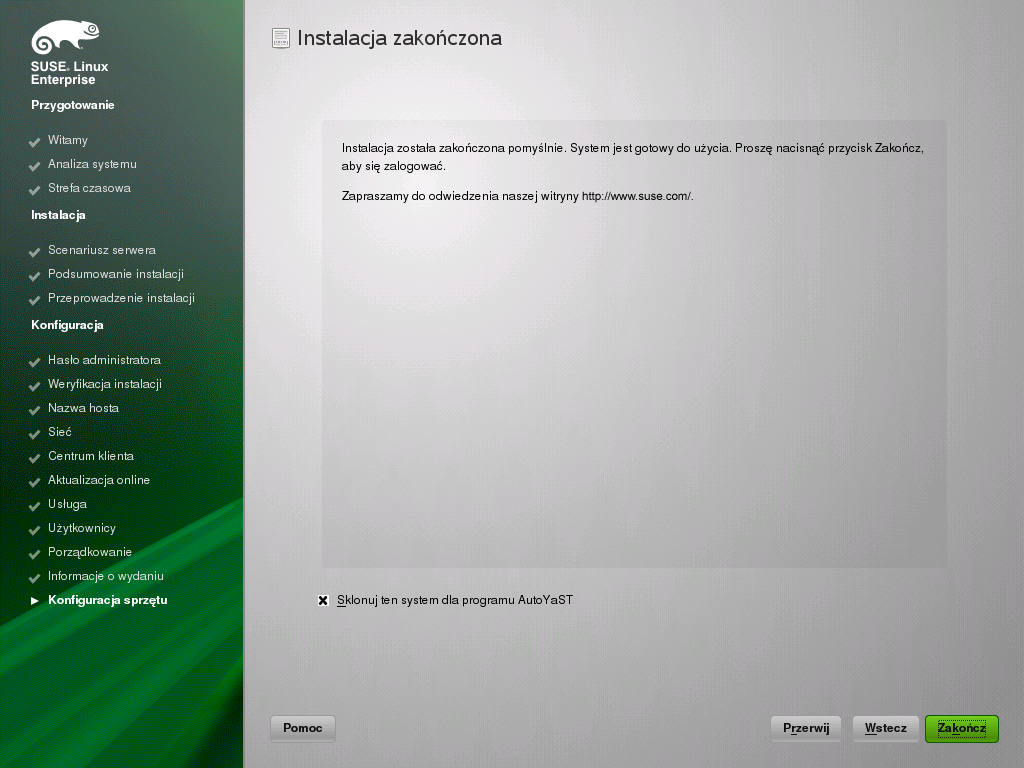 SUSE. Linux
Enterprise
Przygotowanie
Witamy
Analiza systemu
Strefa czasowa
Instalacja
Scenariusz serwera
Podsumowanie instalacji
Przeprowadzenie instalacji
Konfiguracja
Hasło administratora
Weryfikacja instalacji
Nazwa hosta
Sieć
Centrum klienta
Aktualizacja online
Usługa
Użytkownicy
Porządkowanie
Informacje o wydaniu
Konfiguracja sprzętu
Instalacja zakończona
Instalacja została zakończona pomyślnie. System jest gotowy do użycia. Proszę nacisnąć przycisk Zakończ,
aby się zalogować.
Zapraszamy do odwiedzenia naszej witryny http://www.suse.com/.
Sklonuj ten system dla programu AutoYaST
Pomoc
Przerwij
Wstecz
Zakończ